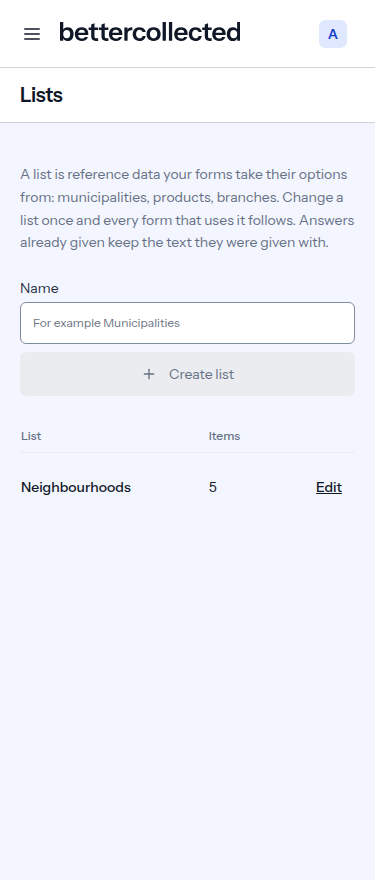 bettercollected
A
Lists
A list is reference data your forms take their options
from: municipalities, products, branches. Change a
list once and every form that uses it follows. Answers
already given keep the text they were given with.
Name
For example Municipalities
Create list
List Items
Neighbourhoods 5 Edit